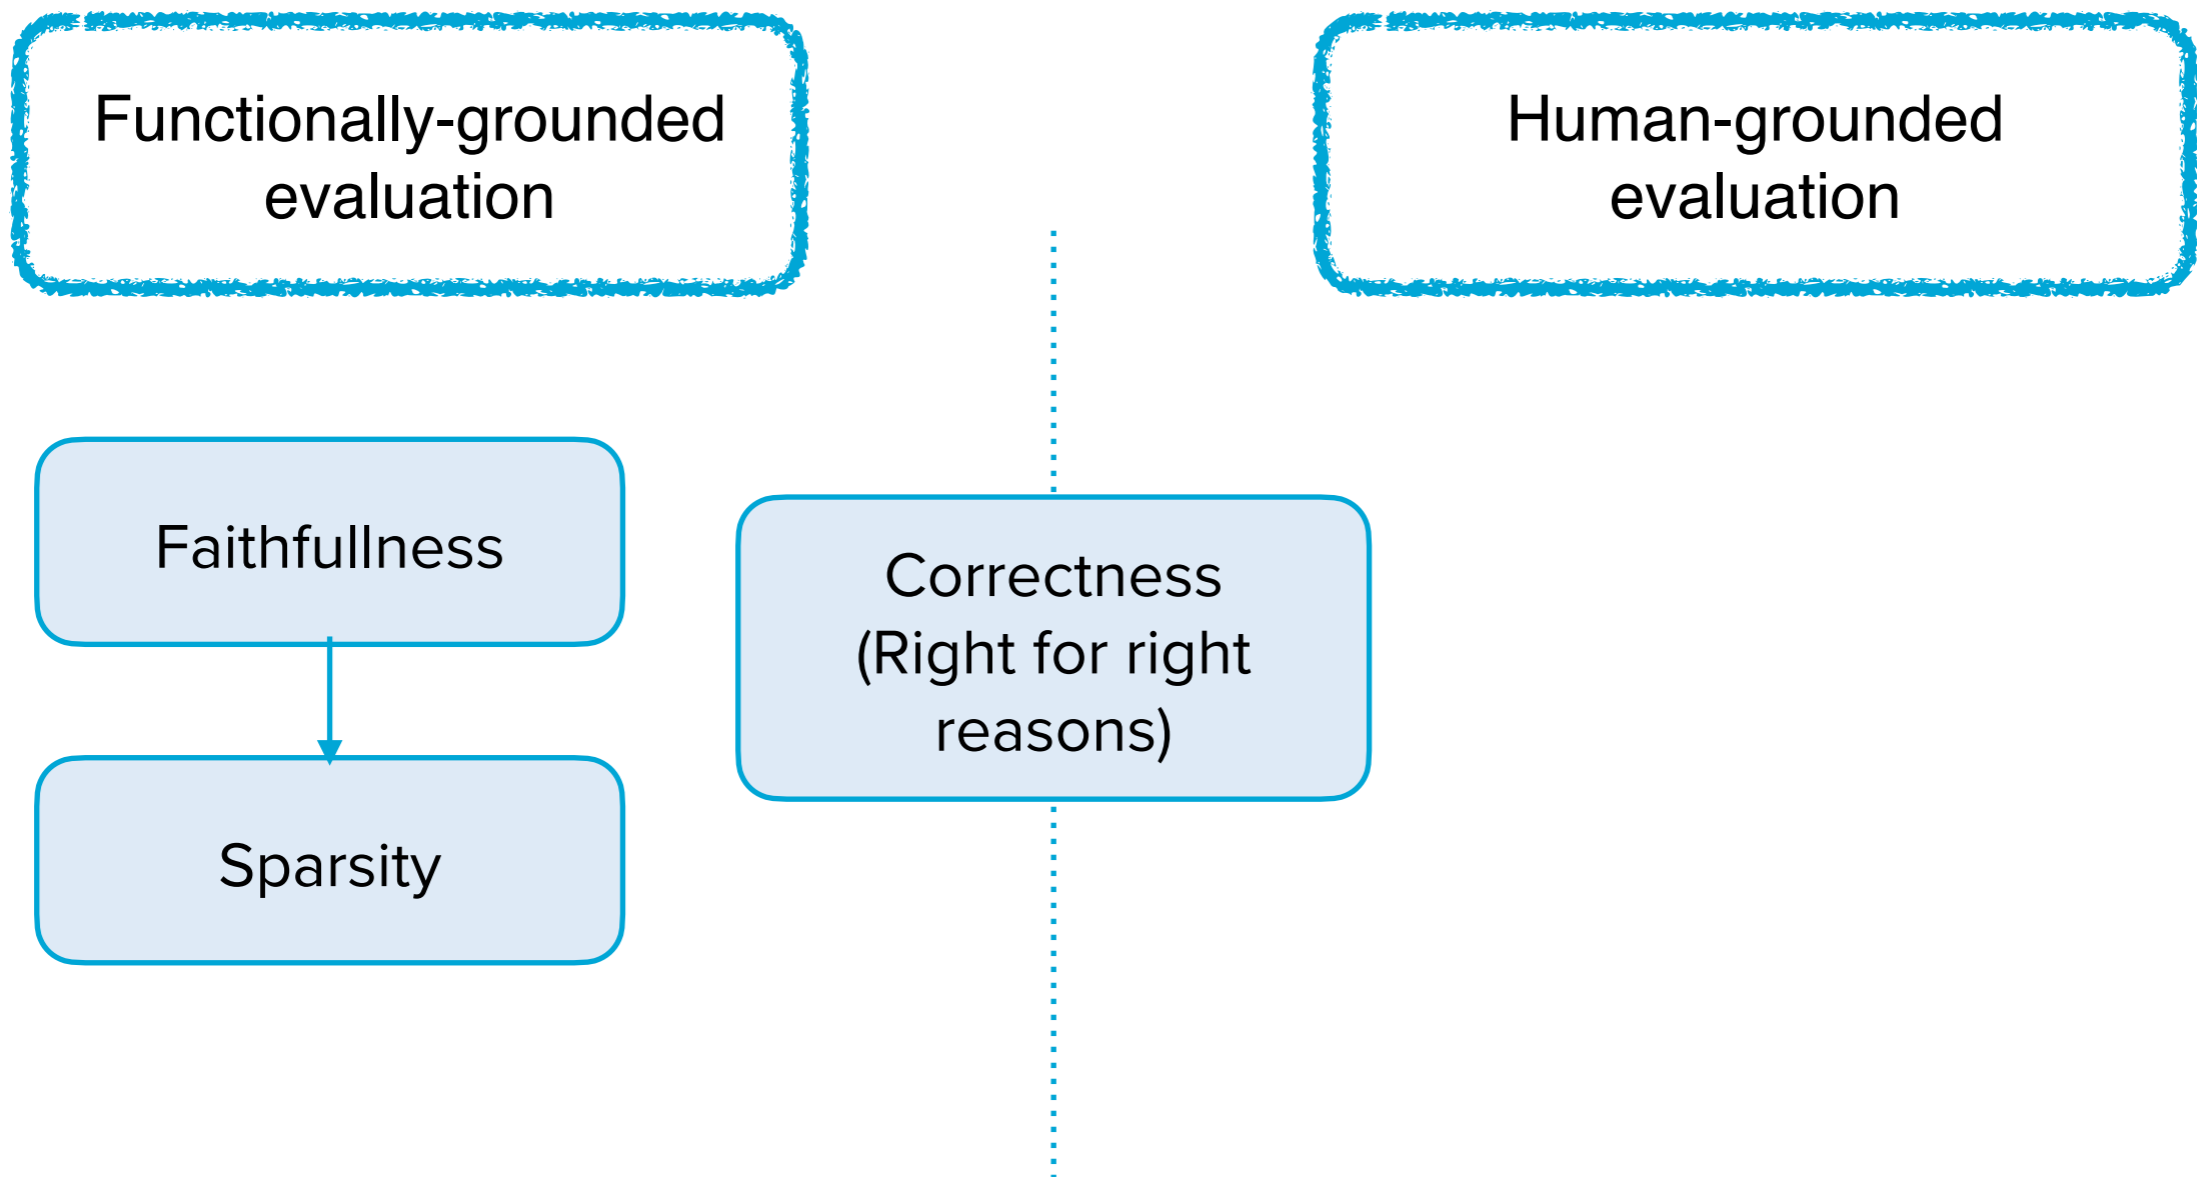 Functionally-grounded
evaluation
Human-grounded
evaluation
Faithfullness
Sparsity
Correctness
(Right for right
reasons)